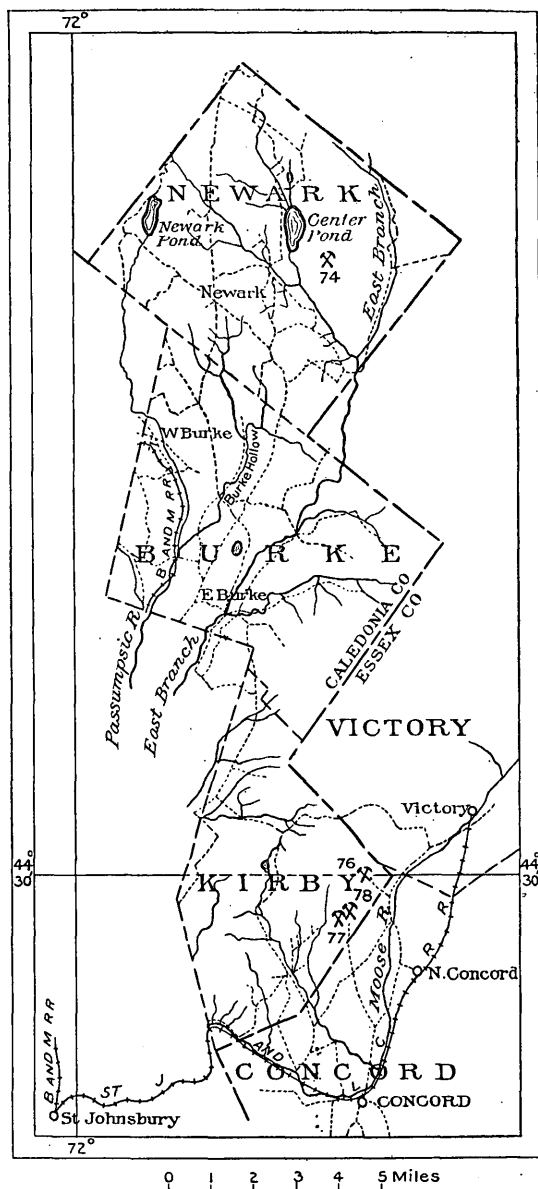 72°
NEWARK
Newark Pond
Center Pond
74
East Branch
Newark
W Burke
Burke Hollow
B AND M RR
BURKE
E Burke
CALEDONIA CO
ESSEX CO
Passumpsic R
East Branch
VICTORY
Victory
44°
30'
76
44°
30'
KIRBY
78
77
Moose R
R R
N. Concord
B AND M RR
ST J AND L C
CONCORD
St Johnsbury
CONCORD
72°
0 1 2 3 4 5 Miles